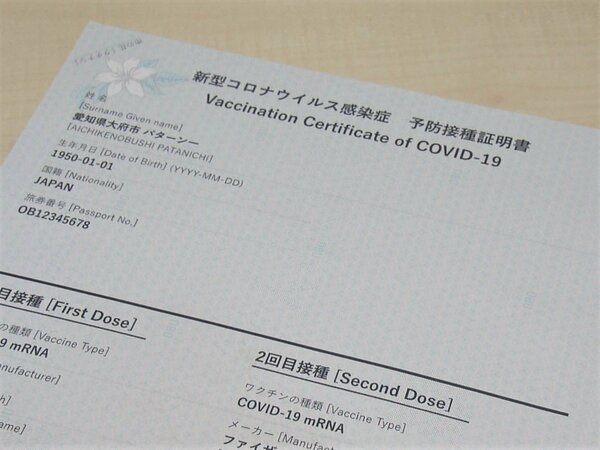 新型コロナウイルス感染症　予防接種証明書
Vaccination Certificate of COVID-19
姓名
[Surname Given name]
愛知県大府市 パターンー
[AICHIKENOBUSHI PATANICHI]
生年月日 [Date of Birth] (YYYY-MM-DD)
1950-01-01
国籍 [Nationality]
JAPAN
旅券番号 [Passport No.]
OB12345678
目接種 [First Dose]
の種類 [Vaccine Type]
9 mRNA
anufacturer]
2回目接種 [Second Dose]
ワクチンの種類 [Vaccine Type]
COVID-19 mRNA
メーカー [Manufact
ファイザ